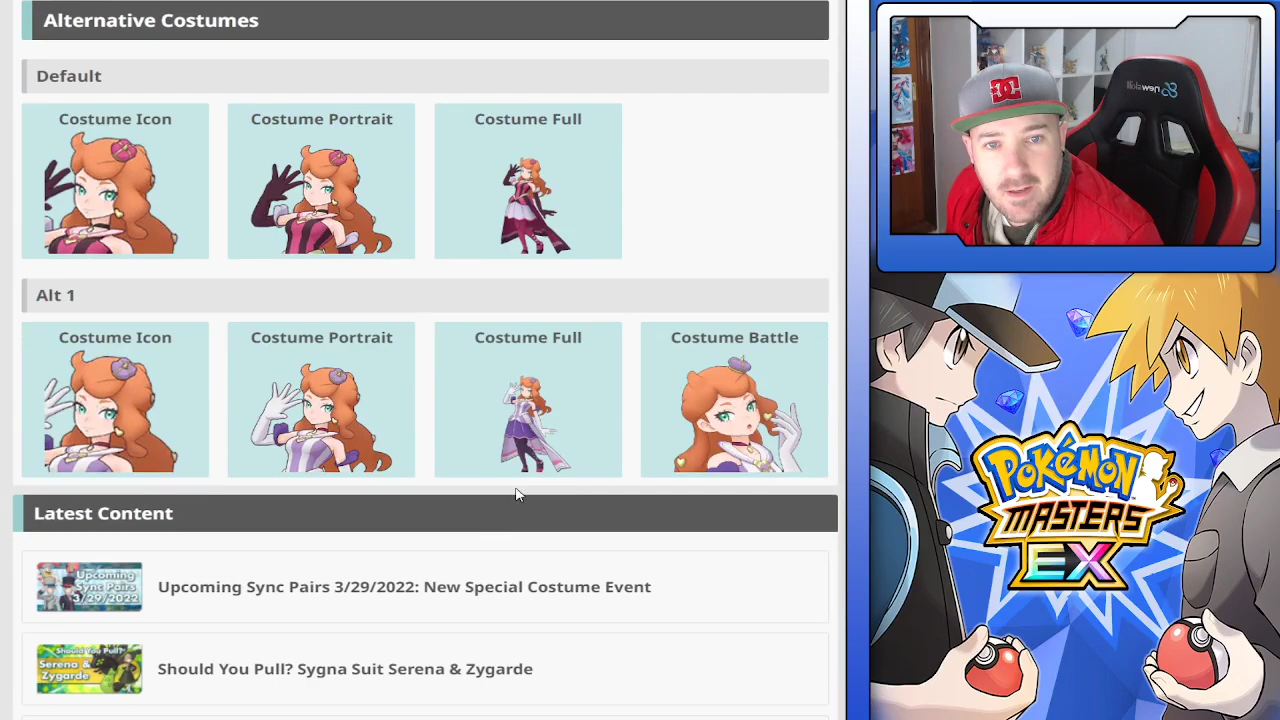 Alternative Costumes
Default
Costume Icon
Costume Portrait
Costume Full
Alt 1
Costume Icon
Costume Portrait
Costume Full
Costume Battle
Latest Content
Upcoming
Sync Pairs
3/29/2022
Upcoming Sync Pairs 3/29/2022: New Special Costume Event
Should You Pull?
Serena &
Zygarde
Should You Pull? Sygna Suit Serena & Zygarde
DC
newskill
POKéMON
MASTERS
EX